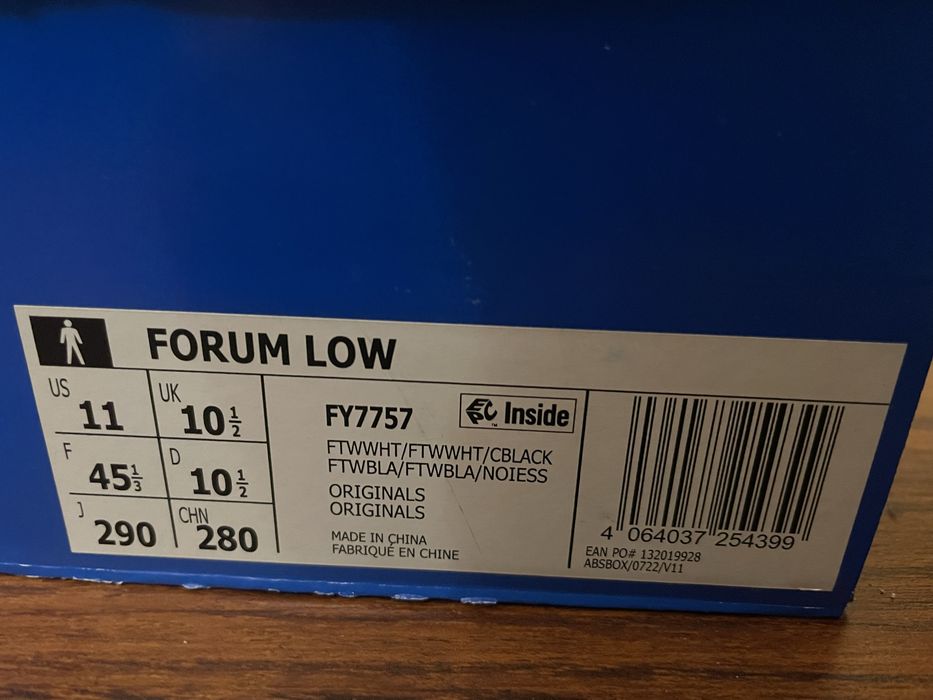 FORUM LOW
US 11
UK 10 1/2
F 45 1/3
D 10 1/2
J 290
CHN 280
FY7757
Inside
™
FTWWHT/FTWWHT/CBLACK
FTWBLA/FTWBLA/NOIESS
ORIGINALS
ORIGINALS
MADE IN CHINA
FABRIQUÉ EN CHINE
4 064037 254399
EAN PO# 132019928
ABSBOX/0722/V11